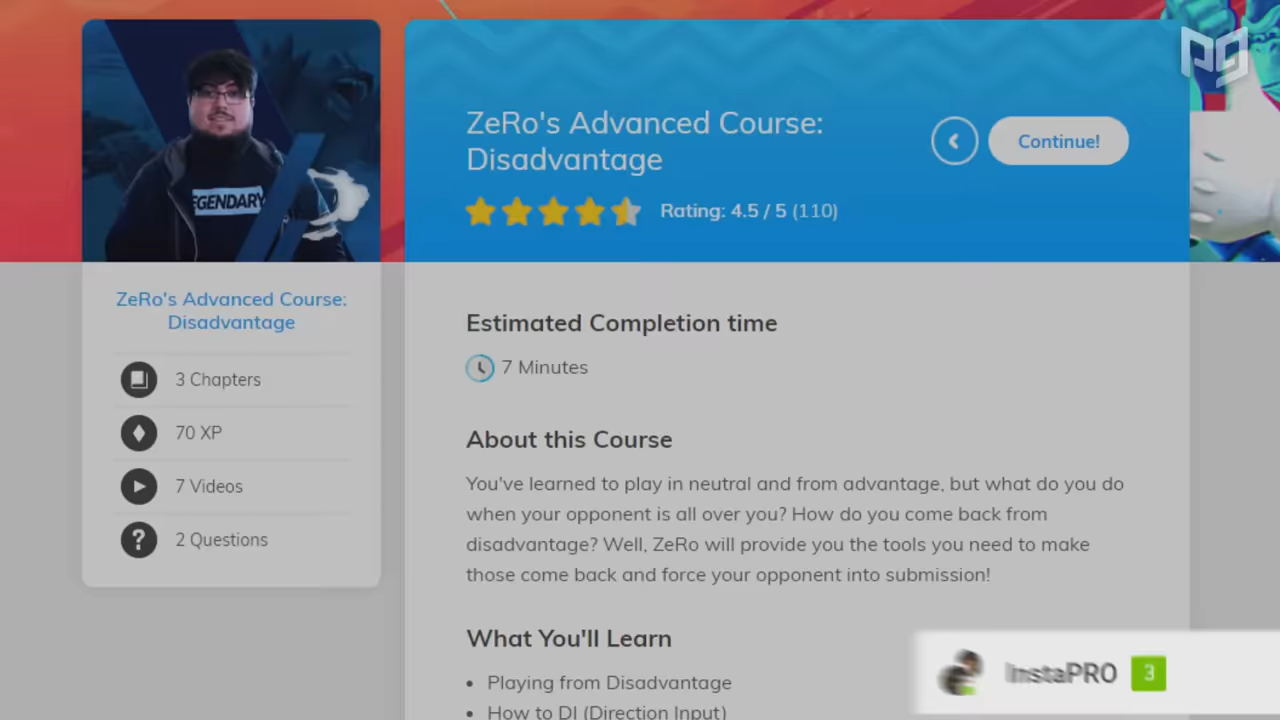 PG
EGENDARY
ZeRo's Advanced Course:
Disadvantage
3 Chapters
70 XP
7 Videos
2 Questions
ZeRo's Advanced Course:
Disadvantage
Continue!
Rating: 4.5 / 5 (110)
Estimated Completion time
7 Minutes
About this Course
You've learned to play in neutral and from advantage, but what do you do
when your opponent is all over you? How do you come back from
disadvantage? Well, ZeRo will provide you the tools you need to make
those come back and force your opponent into submission!
What You'll Learn
• Playing from Disadvantage
• How to DI (Direction Input)
InstaPRO 3